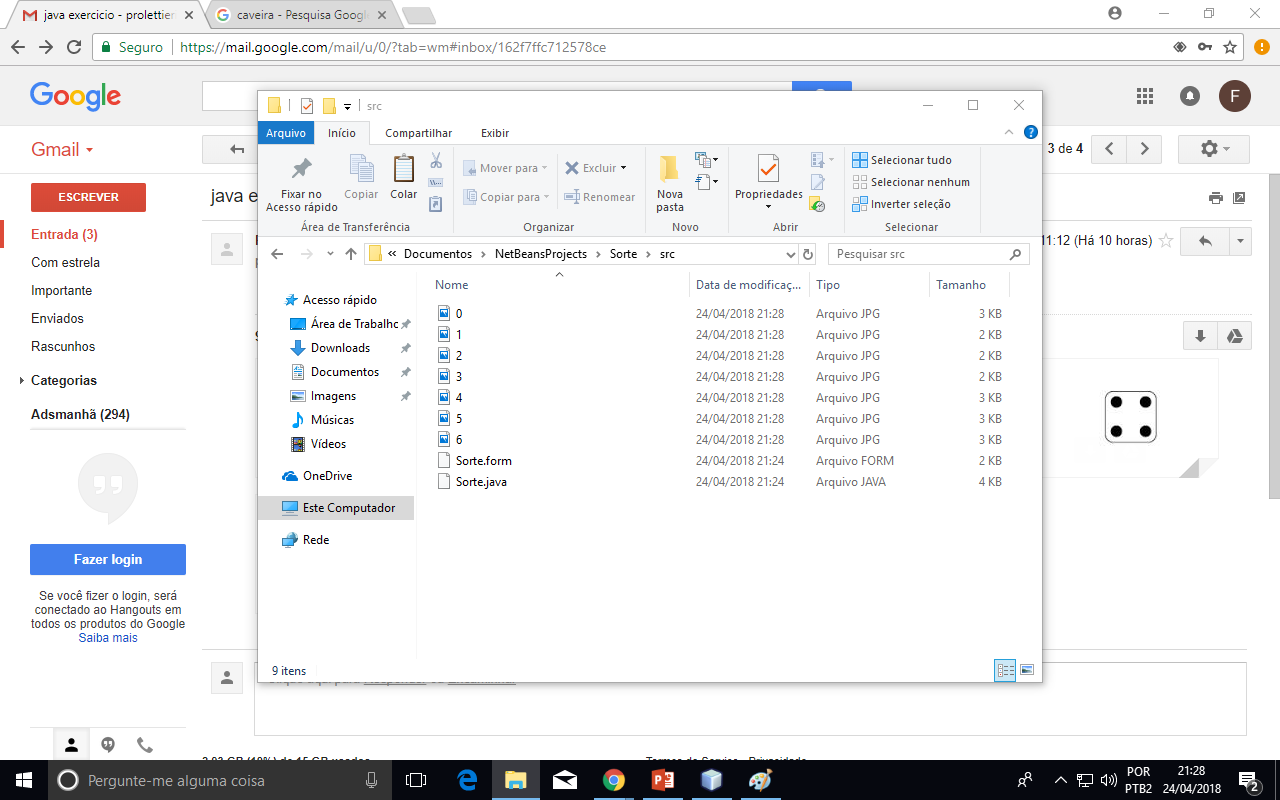 java exercicio - prolettier
caveira - Pesquisa Google
Seguro
https://mail.google.com/mail/u/0/?tab=wm#inbox/162f7ffc712578ce
Google
F
Gmail
3 de 4
ESCREVER
java e
Entrada (3)
Com estrela
Importante
Enviados
Rascunhos
Categorias
Adsmanhã (294)
11:12 (Há 10 horas)
Fazer login
Se você fizer o login, será
conectado ao Hangouts em
todos os produtos do Google
Saiba mais
src
Arquivo
Início
Compartilhar
Exibir
Fixar no
Acesso rápido
Copiar
Colar
Área de Transferência
Mover para
Copiar para
Excluir
Renomear
Organizar
Nova
pasta
Novo
Propriedades
Abrir
Selecionar tudo
Selecionar nenhum
Inverter seleção
Selecionar
« Documentos > NetBeansProjects > Sorte > src
Pesquisar src
Acesso rápido
Área de Trabalho
Downloads
Documentos
Imagens
Músicas
Vídeos
OneDrive
Este Computador
Rede
Nome Data de modificaç... Tipo Tamanho
0 24/04/2018 21:28 Arquivo JPG 3 KB
1 24/04/2018 21:28 Arquivo JPG 2 KB
2 24/04/2018 21:28 Arquivo JPG 2 KB
3 24/04/2018 21:28 Arquivo JPG 2 KB
4 24/04/2018 21:28 Arquivo JPG 3 KB
5 24/04/2018 21:28 Arquivo JPG 3 KB
6 24/04/2018 21:28 Arquivo JPG 3 KB
Sorte.form 24/04/2018 21:24 Arquivo FORM 2 KB
Sorte.java 24/04/2018 21:24 Arquivo JAVA 4 KB
9 itens
Pergunte-me alguma coisa
POR
PTB2
21:28
24/04/2018
2